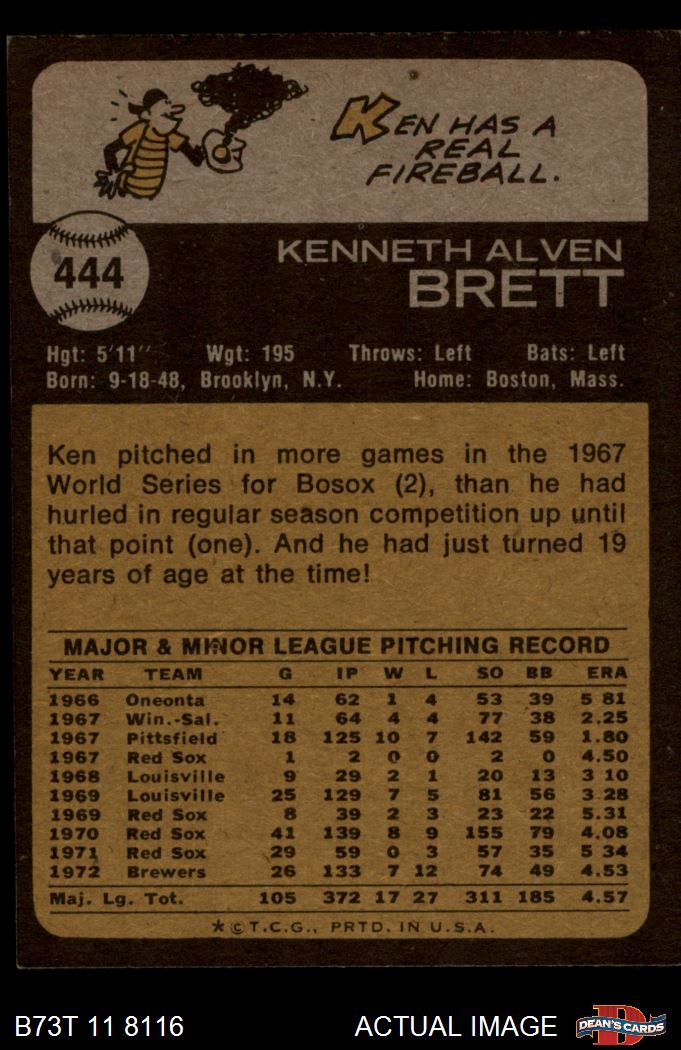 KEN HAS A
REAL
FIREBALL.
444
KENNETH ALVEN
BRETT
Hgt: 5'11" Wgt: 195 Throws: Left Bats: Left
Born: 9-18-48, Brooklyn, N.Y. Home: Boston, Mass.
Ken pitched in more games in the 1967
World Series for Bosox (2), than he had
hurled in regular season competition up until
that point (one). And he had just turned 19
years of age at the time!
MAJOR & MINOR LEAGUE PITCHING RECORD
YEAR TEAM G IP W L SO BB ERA
1966 Oneonta 14 62 1 4 53 39 5 81
1967 Win.-Sal. 11 64 4 4 77 38 2.25
1967 Pittsfield 18 125 10 7 142 59 1.80
1967 Red Sox 1 2 0 0 2 0 4.50
1968 Louisville 9 29 2 1 20 13 3 10
1969 Louisville 25 129 7 5 81 56 3 28
1969 Red Sox 8 39 2 3 23 22 5.31
1970 Red Sox 41 139 8 9 155 79 4.08
1971 Red Sox 29 59 0 3 57 35 5 34
1972 Brewers 26 133 7 12 74 49 4.53
Maj. Lg. Tot. 105 372 17 27 311 185 4.57
*© T.C.G., PRTD. IN U.S.A.
B73T 11 8116 ACTUAL IMAGE DEAN'S CARDS